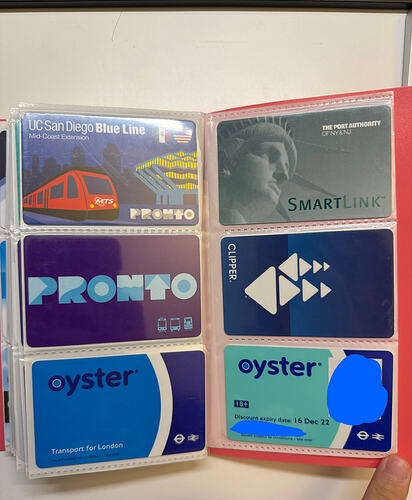 UC San Diego Blue Line
Mid-Coast Extension
MTS
PRONTO
PRONTO
oyster
Transport for London
THE PORT AUTHORITY
OF NY & NJ
SMARTLINK™
CLIPPER
oyster
18+
Discount expiry date: 16 Dec 22